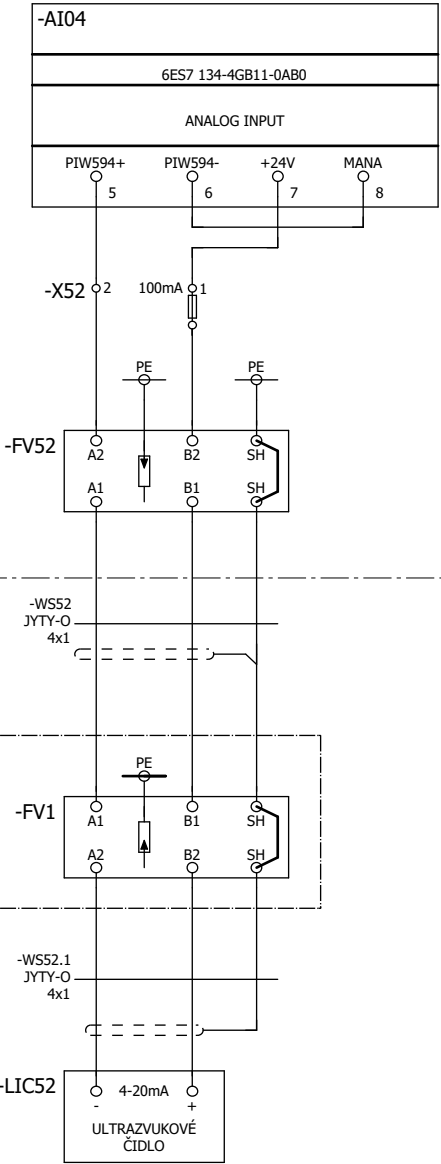 -AI04
6ES7 134-4GB11-0AB0
ANALOG INPUT
PIW594+ PIW594- +24V MANA
5 6 7 8
-X52 2 100mA 1
PE PE
-FV52
A2 B2 SH
A1 B1 SH
-WS52
JYTY-O
4x1
PE
-FV1
A1 B1 SH
A2 B2 SH
-WS52.1
JYTY-O
4x1
-LIC52 4-20mA
- +
ULTRAZVUKOVÉ
ČIDLO